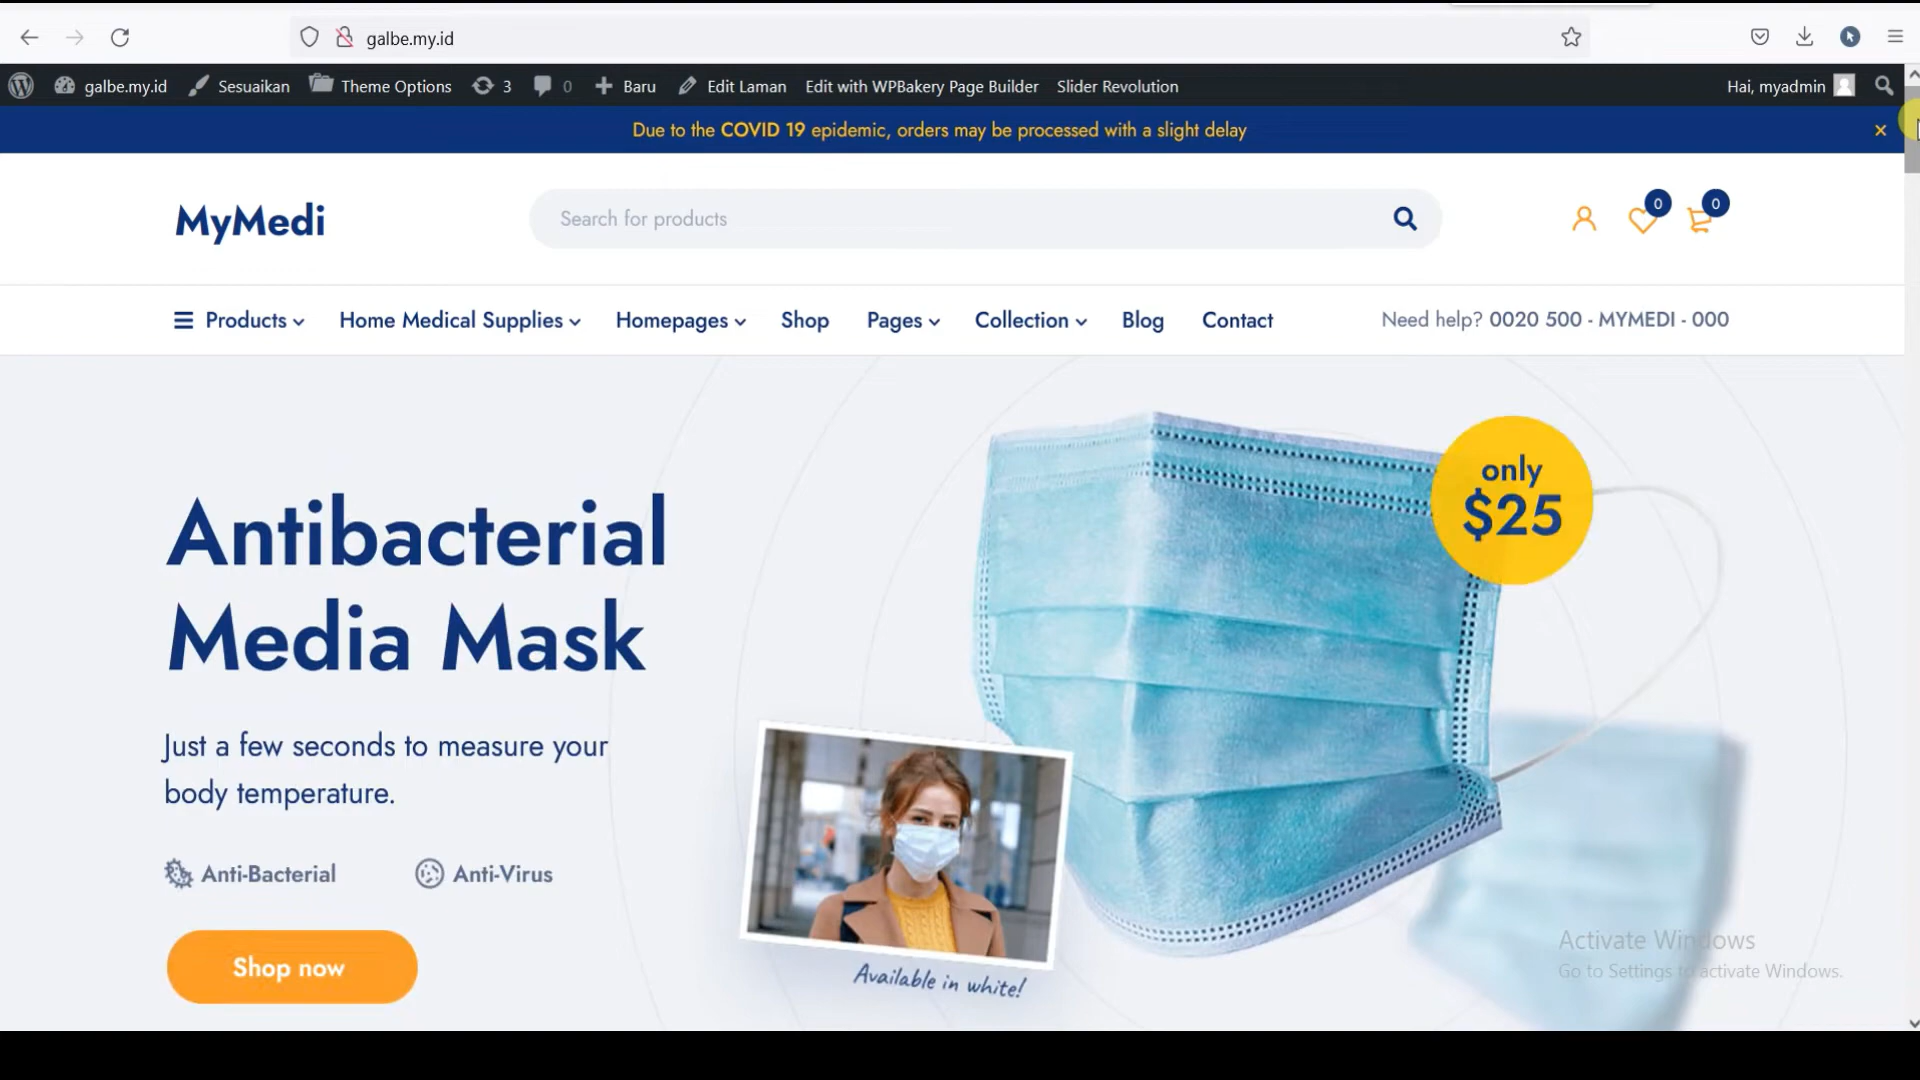 galbe.my.id
galbe.my.id Sesuaikan Theme Options 3 0 Baru Edit Laman Edit with WPBakery Page Builder Slider Revolution Hai, myadmin
Due to the COVID 19 epidemic, orders may be processed with a slight delay
MyMedi
Search for products
0
0
Products Home Medical Supplies Homepages Shop Pages Collection Blog Contact Need help? 0020 500 - MYMEDI - 000
only
$25
Antibacterial
Media Mask
Just a few seconds to measure your
body temperature.
Anti-Bacterial Anti-Virus
Shop now
Available in white!
Activate Windows
Go to Settings to activate Windows.